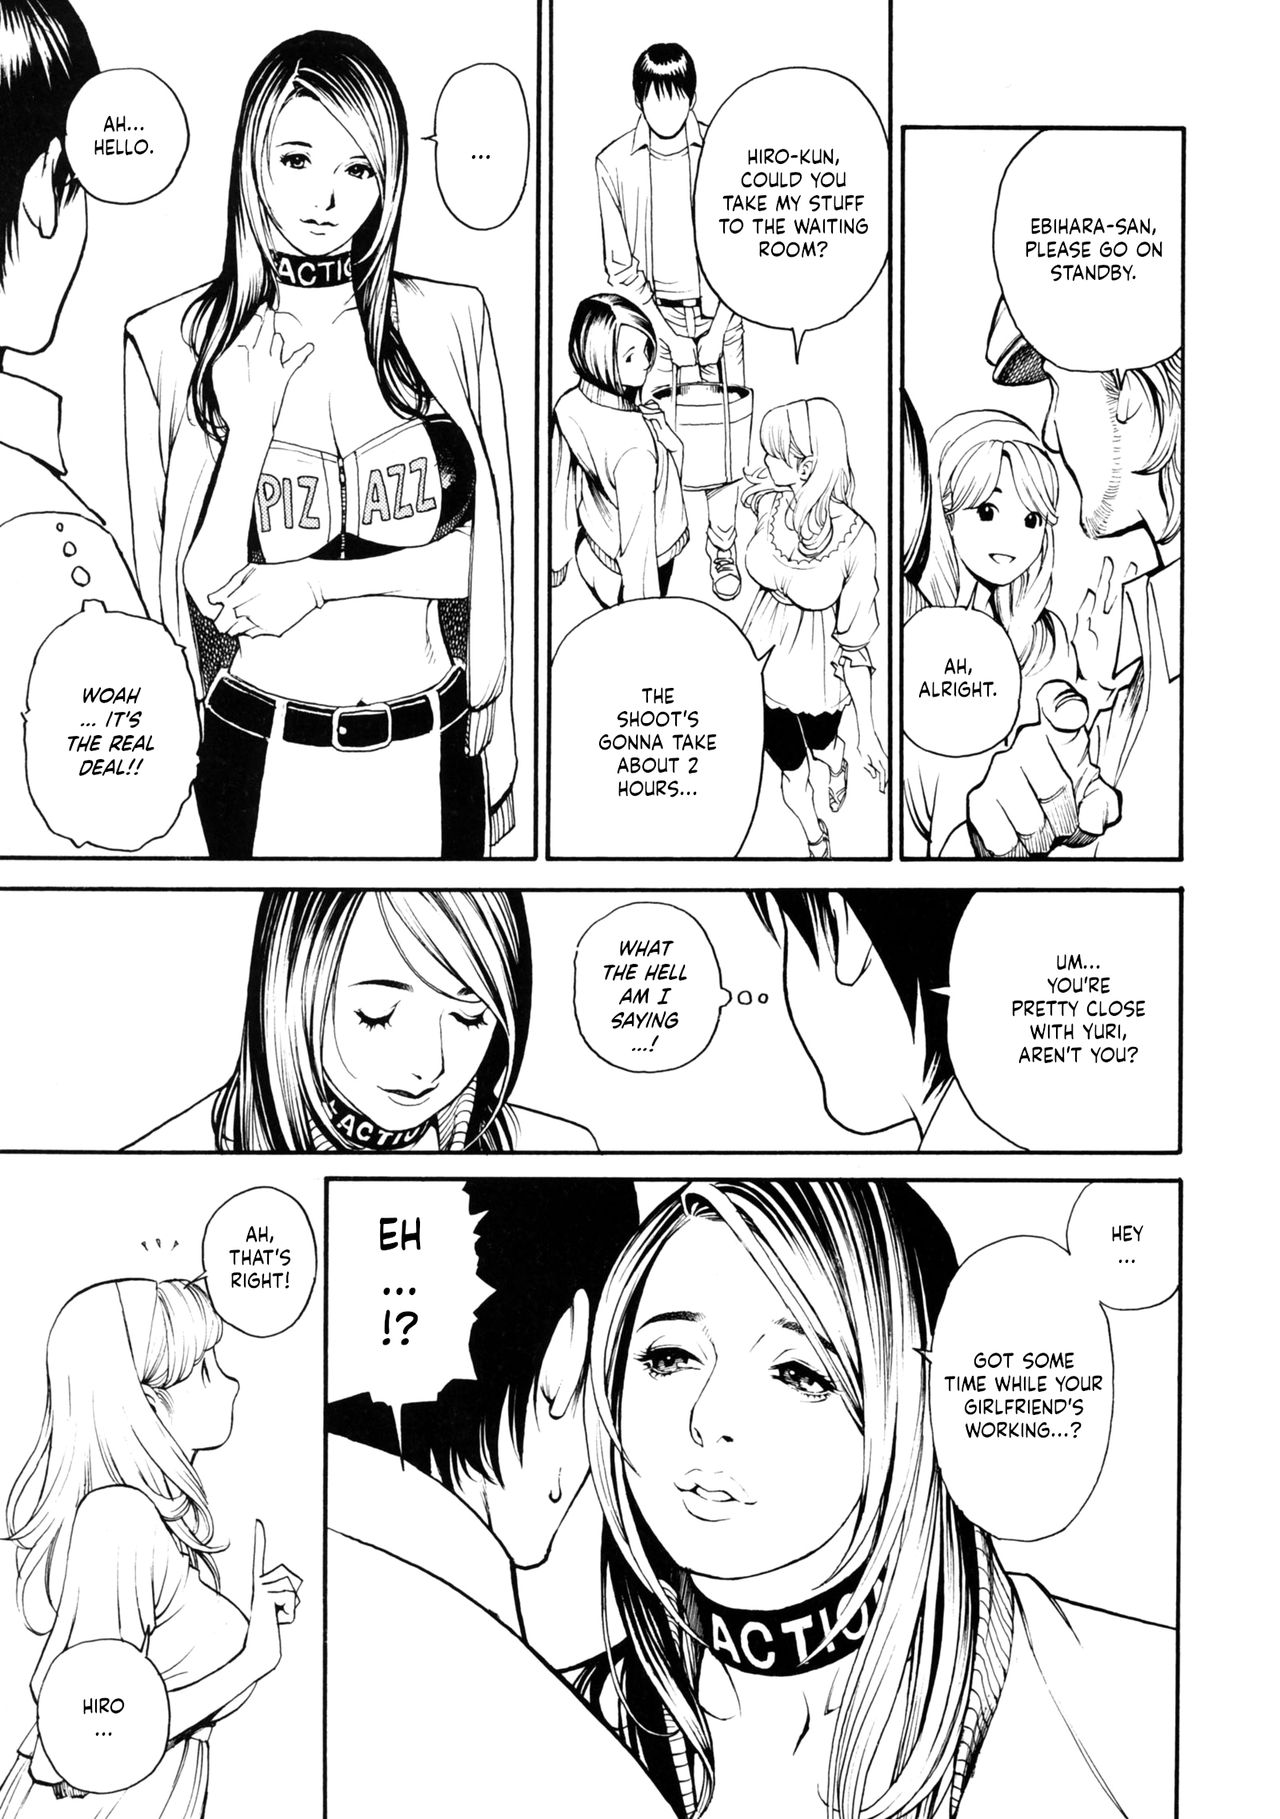 EBIHARA-SAN,
PLEASE GO ON
STANDBY.
AH,
ALRIGHT.
HIRO-KUN,
COULD YOU
TAKE MY STUFF
TO THE WAITING
ROOM?
THE
SHOOT'S
GONNA TAKE
ABOUT 2
HOURS...
...
AH...
HELLO.
ACTIO
PIZ AZZ
WOAH
... IT'S
THE REAL
DEAL!!
UM...
YOU'RE
PRETTY CLOSE
WITH YURI,
AREN'T YOU?
WHAT
THE HELL
AM I
SAYING
...!
ACTIO
HEY
...
GOT SOME
TIME WHILE YOUR
GIRLFRIEND'S
WORKING...?
EH
...
!?
ACTIO
AH,
THAT'S
RIGHT!
HIRO
...